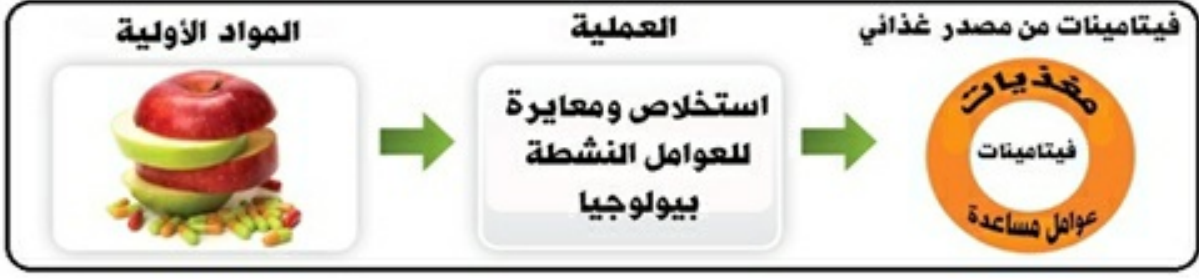 المواد الأولية
العملية
استخلاص ومعايرة
للعوامل النشطة
بيولوجيا
فيتامينات من مصدر غذائي
مغذيات
فيتامينات
عوامل مساعدة